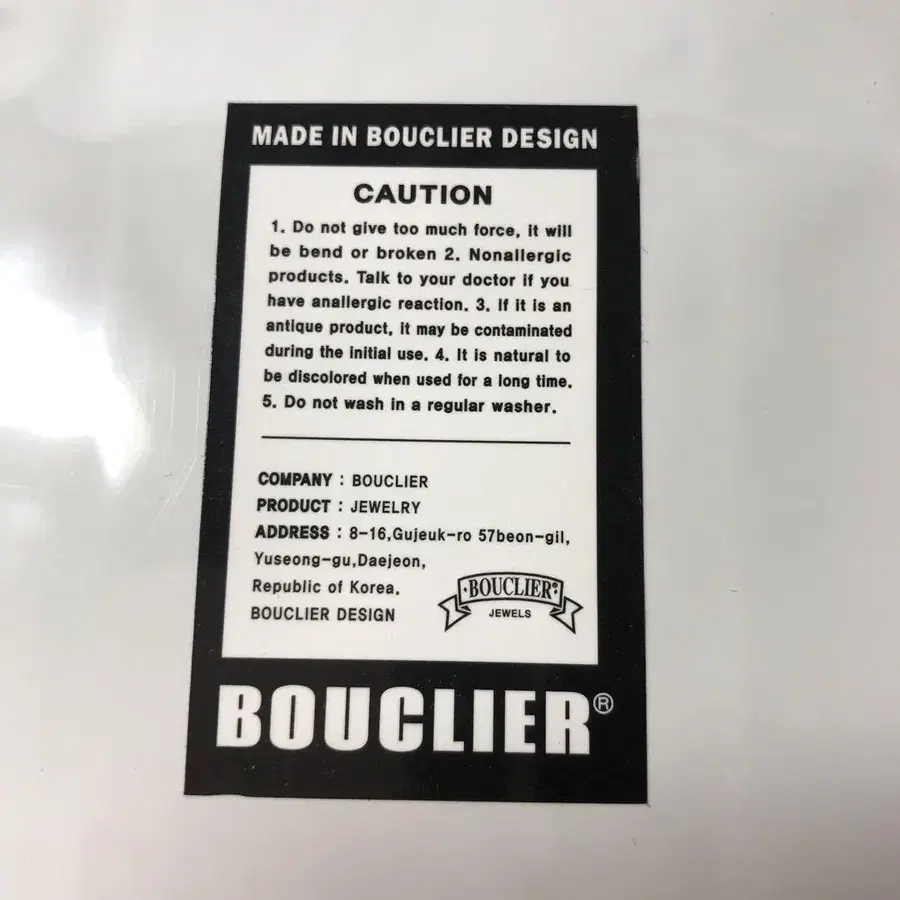 MADE IN BOUCLIER DESIGN
CAUTION
1. Do not give too much force, it will
be bend or broken 2. Nonallergic
products. Talk to your doctor if you
have anallergic reaction. 3. If it is an
antique product, it may be contaminated
during the initial use. 4. It is natural to
be discolored when used for a long time.
5. Do not wash in a regular washer.
COMPANY : BOUCLIER
PRODUCT : JEWELRY
ADDRESS : 8-16,Gujeuk-ro 57beon-gil,
Yuseong-gu,Daejeon,
Republic of Korea.
BOUCLIER DESIGN
·BOUCLIER®·
JEWELS
BOUCLIER®